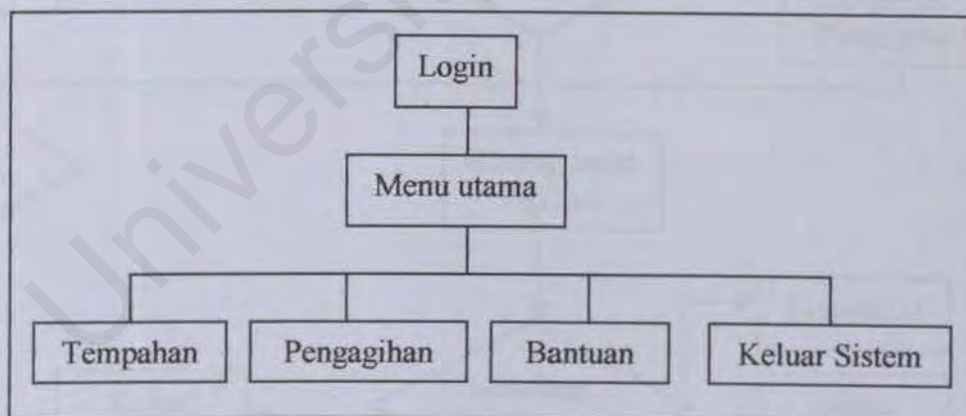 Login
Menu utama
Tempahan
Pengagihan
Bantuan
Keluar Sistem